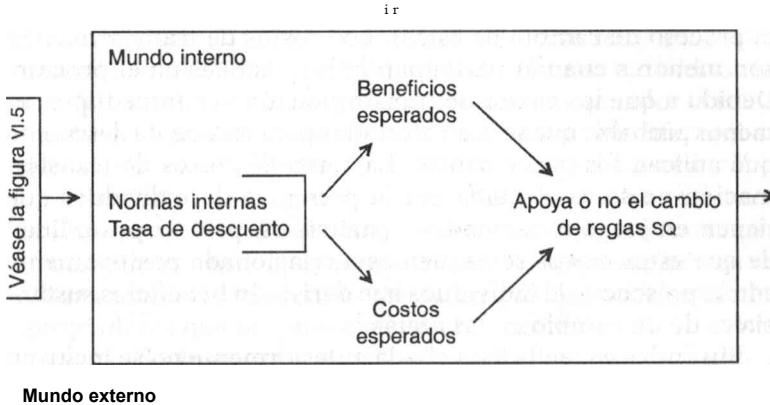 i r
Mundo interno
Beneficios
esperados
Véase la figura VI.5
Normas internas
Tasa de descuento
Apoya o no el cambio
de reglas SQ
Costos
esperados
Mundo externo